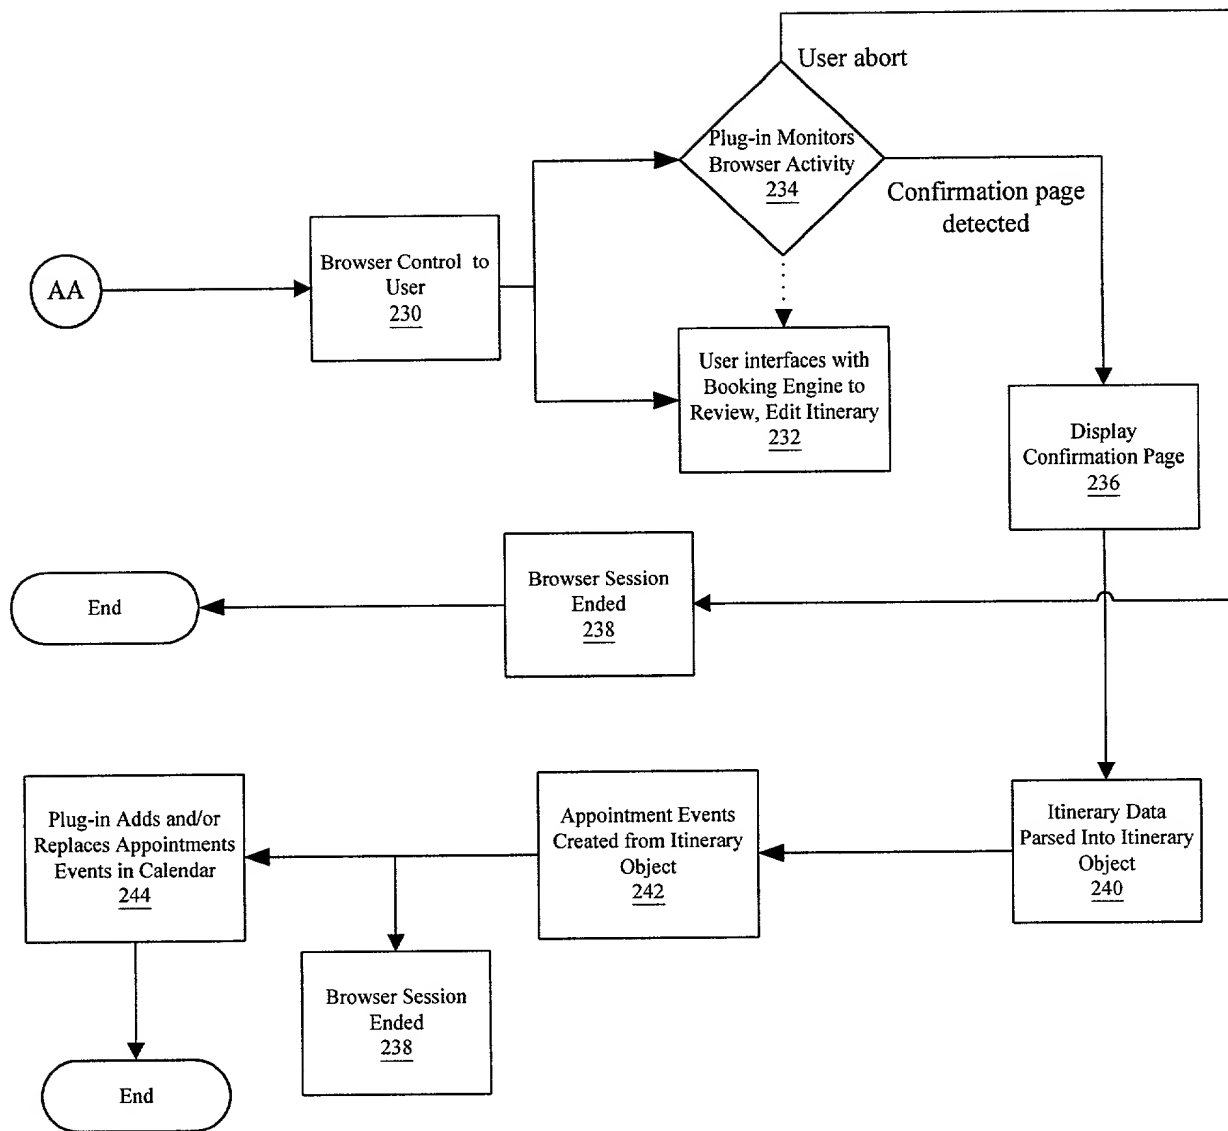 User abort
Plug-in Monitors
Browser Activity
234
Confirmation page
detected
AA
Browser Control to
User
230
User interfaces with
Booking Engine to
Review, Edit Itinerary
232
Display
Confirmation Page
236
Browser Session
Ended
238
End
Plug-in Adds and/or
Replaces Appointments
Events in Calendar
244
Appointment Events
Created from Itinerary
Object
242
Itinerary Data
Parsed Into Itinerary
Object
240
Browser Session
Ended
238
End